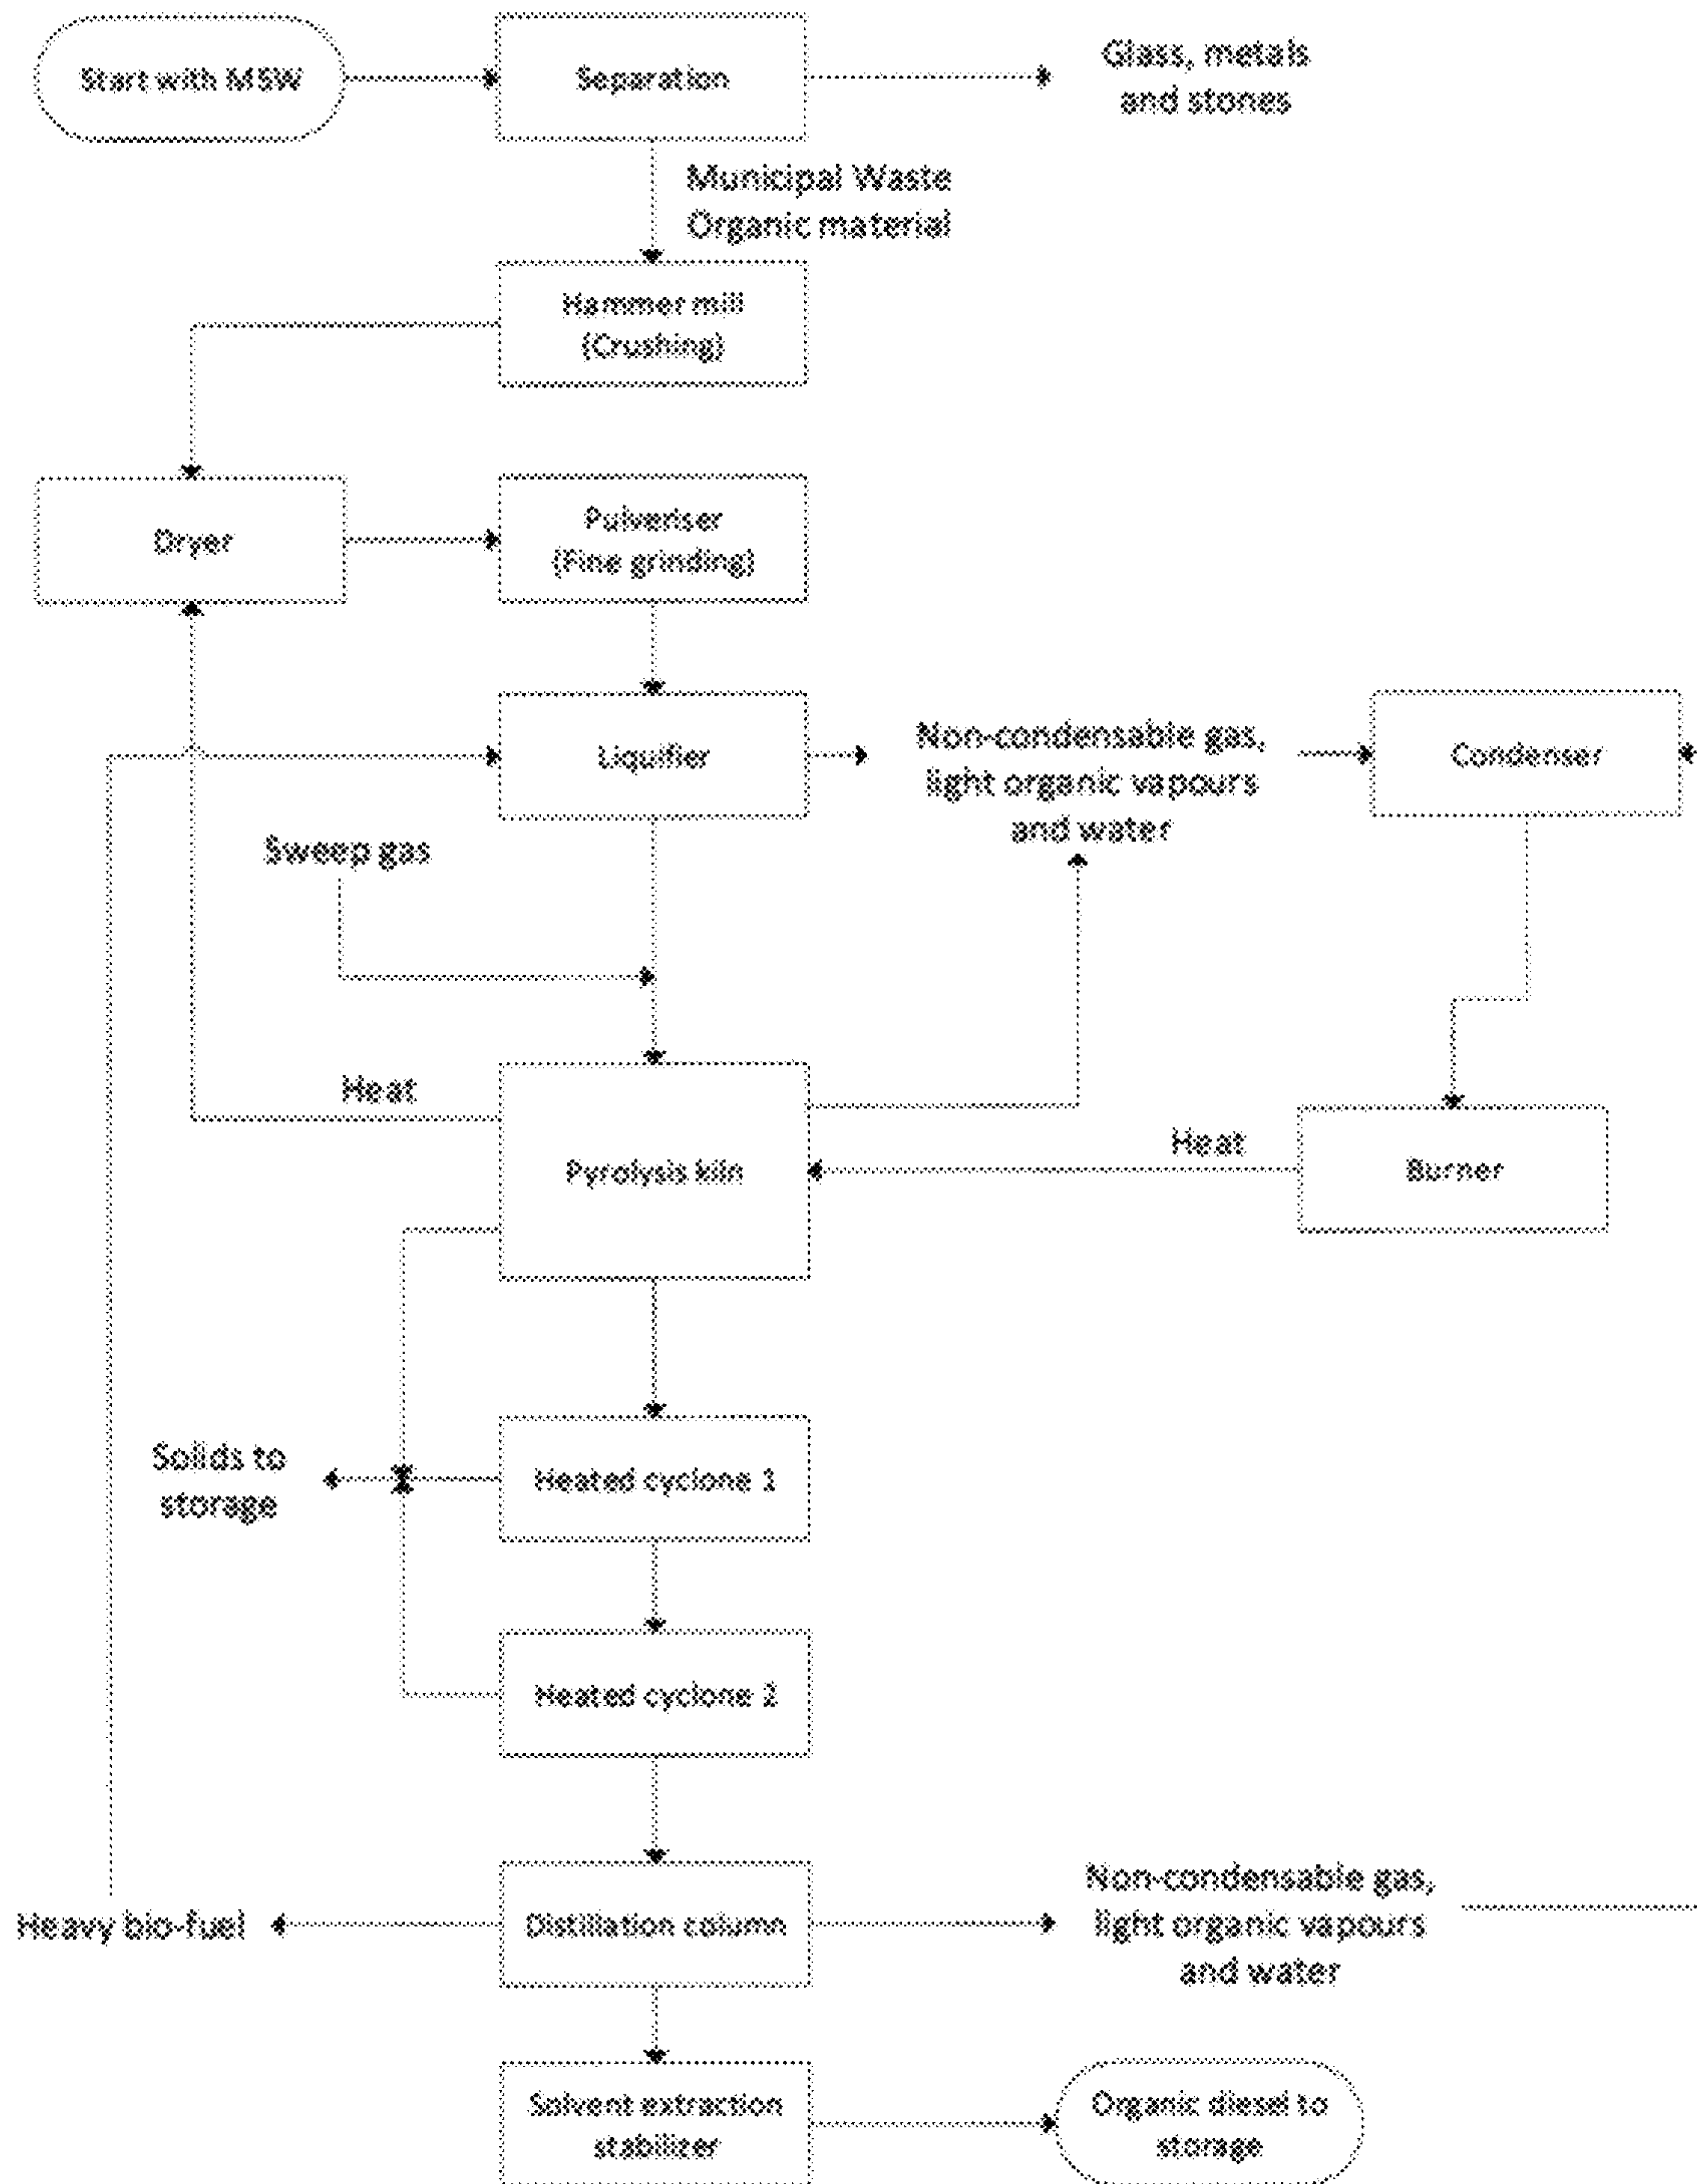 Start with MSW
Separation
Glass, metals
and stones
Municipal Waste
Organic material
Hammer mill
(Crushing)
Dryer
Pulveriser
(Fine grinding)
Liquifier
Non-condensable gas,
light organic vapours
and water
Condenser
Sweep gas
Heat
Pyrolysis kiln
Heat
Burner
Solids to
storage
Heated cyclone 1
Heated cyclone 2
Heavy bio-fuel
Distillation column
Non-condensable gas,
light organic vapours
and water
Solvent extraction
stabilizer
Organic diesel to
storage